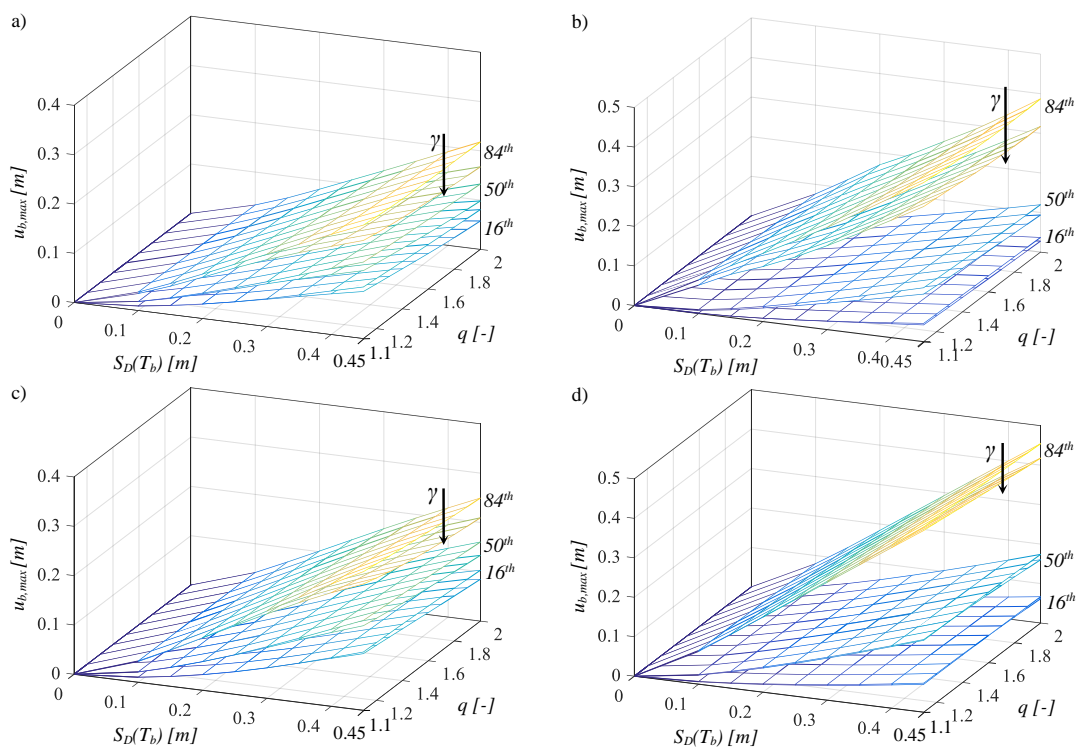 a)
0.4
0.3
0.2
0.1
0
u_{b,max} [m]
γ
84^{th}
50^{th}
16^{th}
0
0.1
0.2
0.3
0.4
0.45
S_D(T_b) [m]
1.1
1.2
1.4
1.6
1.8
2
q [-]
b)
0.5
0.4
0.3
0.2
0.1
0
u_{b,max} [m]
γ
84^{th}
50^{th}
16^{th}
0
0.1
0.2
0.3
0.4
0.45
S_D(T_b) [m]
1.1
1.2
1.4
1.6
1.8
2
q [-]
c)
0.4
0.3
0.2
0.1
0
u_{b,max} [m]
γ
84^{th}
50^{th}
16^{th}
0
0.1
0.2
0.3
0.4
0.45
S_D(T_b) [m]
1.1
1.2
1.4
1.6
1.8
2
q [-]
d)
0.5
0.4
0.3
0.2
0.1
0
u_{b,max} [m]
γ
84^{th}
50^{th}
16^{th}
0
0.1
0.2
0.3
0.4
0.45
S_D(T_b) [m]
1.1
1.2
1.4
1.6
1.8
2
q [-]